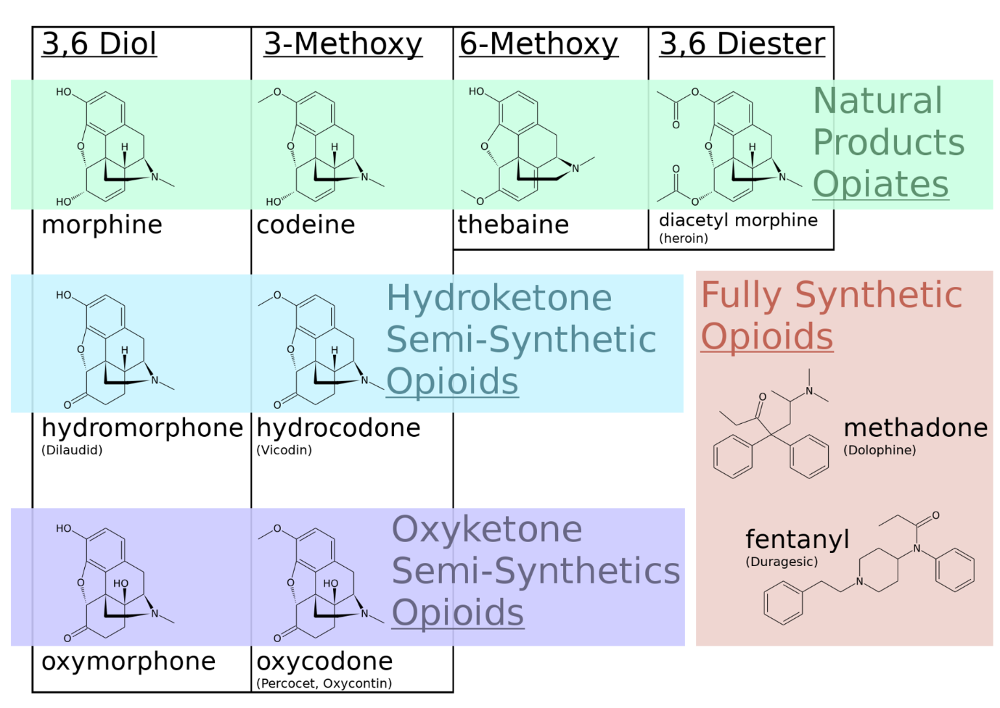 3,6 Diol
3-Methoxy
6-Methoxy
3,6 Diester
HO
O
HO
N
H
O
HO
O
N
H
HO
O
O
N
O
O
O
O
O
N
H
Natural
Products
Opiates
morphine
codeine
thebaine
diacetyl morphine
(heroin)
HO
O
O
N
H
O
O
O
N
H
Hydroketone
Semi-Synthetic
Opioids
hydromorphone
(Dilaudid)
hydrocodone
(Vicodin)
Fully Synthetic
Opioids
O
N
methadone
(Dolophine)
HO
O
HO
O
N
O
O
HO
O
N
Oxyketone
Semi-Synthetics
Opioids
oxymorphone
oxycodone
(Percocet, Oxycontin)
fentanyl
(Duragesic)
O
N
N